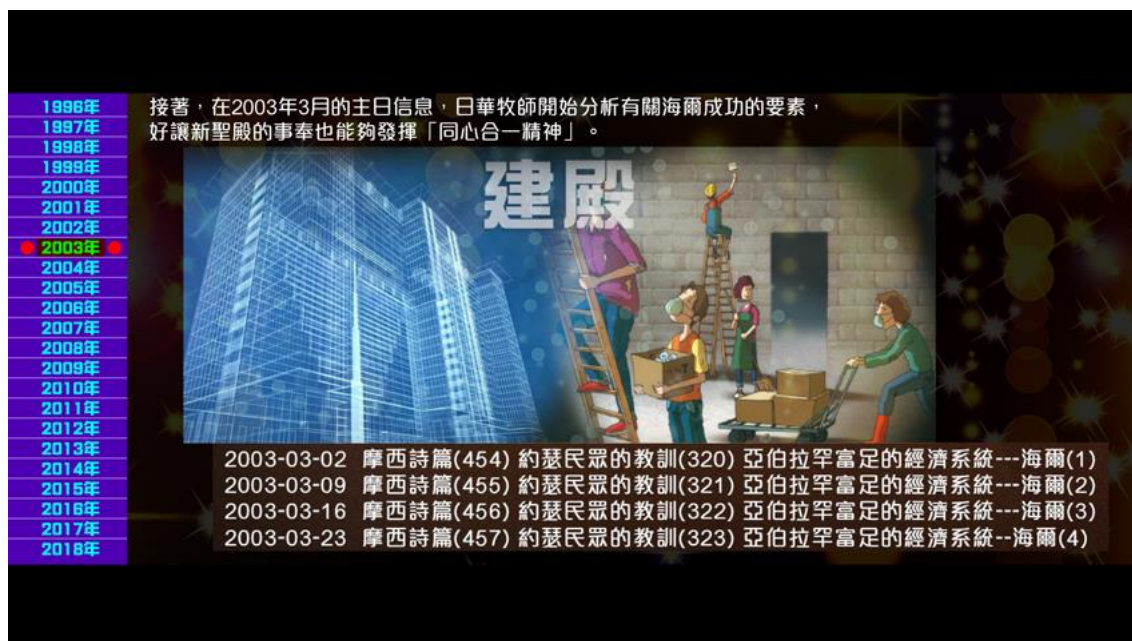 接著，在2003年3月的主日信息，日華牧師開始分析有關海爾成功的要素，
好讓新聖殿的事奉也能夠發揮「同心合一精神」。
1996年
1997年
1998年
1999年
2000年
2001年
2002年
2003年
2004年
2005年
2006年
2007年
2008年
2009年
2010年
2011年
2012年
2013年
2014年
2015年
2016年
2017年
2018年
建殿
2003-03-02 摩西詩篇(454) 約瑟民眾的教訓(320) 亞伯拉罕富足的經濟系統---海爾(1)
2003-03-09 摩西詩篇(455) 約瑟民眾的教訓(321) 亞伯拉罕富足的經濟系統---海爾(2)
2003-03-16 摩西詩篇(456) 約瑟民眾的教訓(322) 亞伯拉罕富足的經濟系統---海爾(3)
2003-03-23 摩西詩篇(457) 約瑟民眾的教訓(323) 亞伯拉罕富足的經濟系統--海爾(4)